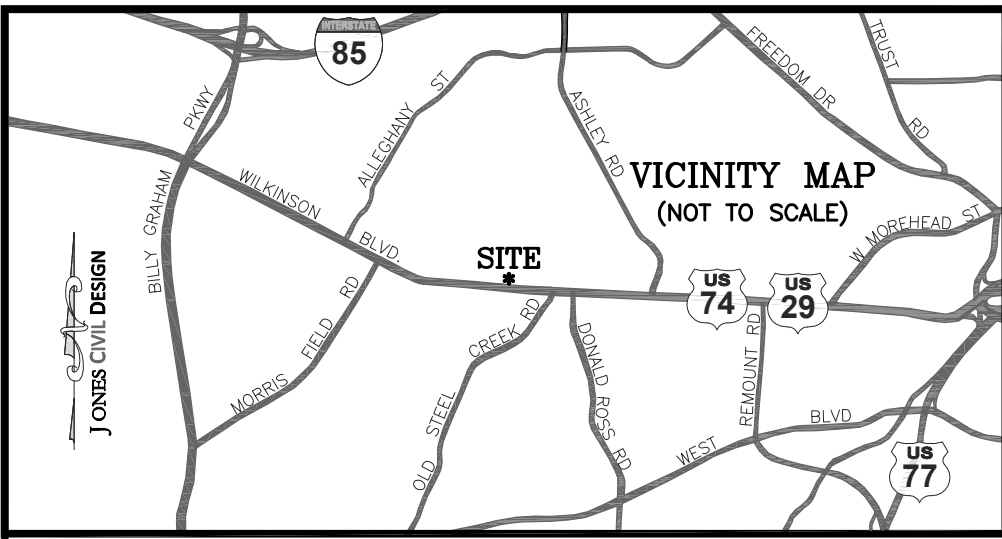 INTERSTATE
85
TRUST
RD
FREEDOM DR
PKWY
ALLEGHANY ST
ASHLEY RD
VICINITY MAP
(NOT TO SCALE)
BILLY GRAHAM
WILKINSON
BLVD.
W MOREHEAD ST
SITE
*
JONES CIVIL DESIGN
US
74
US
29
MORRIS FIELD RD
OLD STEEL CREEK RD
DONALD ROSS RD
REMOUNT RD
WEST BLVD
US
77